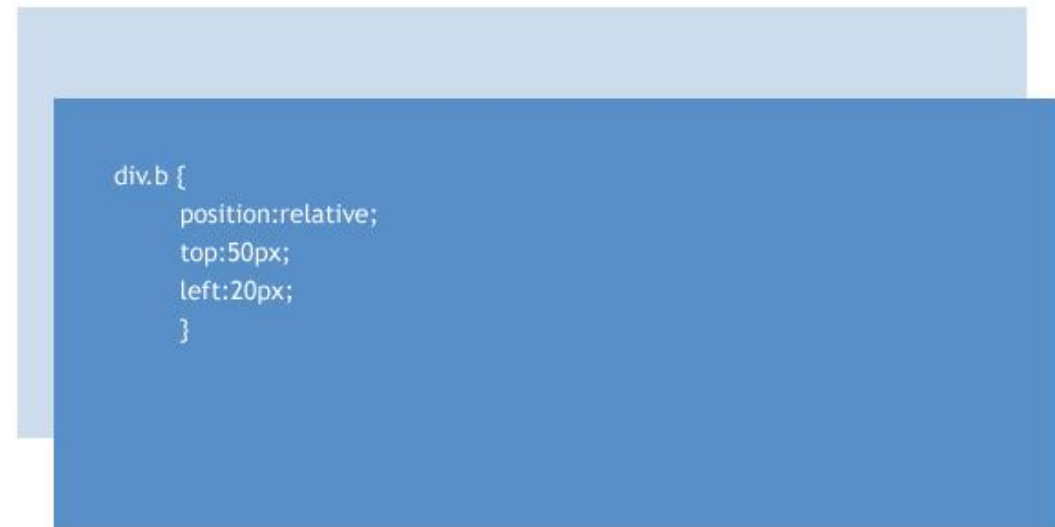 div.b {
position:relative;
top:50px;
left:20px;
}